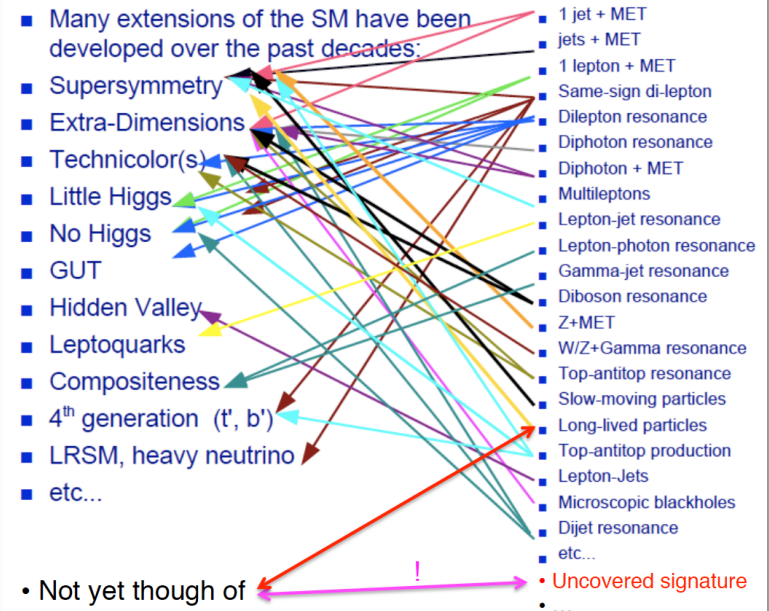 ■ Many extensions of the SM have been
developed over the past decades:
■ Supersymmetry
■ Extra-Dimensions
■ Technicolor(s)
■ Little Higgs
■ No Higgs
■ GUT
■ Hidden Valley
■ Leptoquarks
■ Compositeness
■ 4th generation (t', b')
■ LRSM, heavy neutrino
■ etc...
• Not yet though of
!
■ 1 jet + MET
■ jets + MET
■ 1 lepton + MET
■ Same-sign di-lepton
■ Dilepton resonance
■ Diphoton resonance
■ Diphoton + MET
■ Multileptons
■ Lepton-jet resonance
■ Lepton-photon resonance
■ Gamma-jet resonance
■ Diboson resonance
■ Z+MET
■ W/Z+Gamma resonance
■ Top-antitop resonance
■ Slow-moving particles
■ Long-lived particles
■ Top-antitop production
■ Lepton-Jets
■ Microscopic blackholes
■ Dijet resonance
■ etc...
• Uncovered signature
• ...